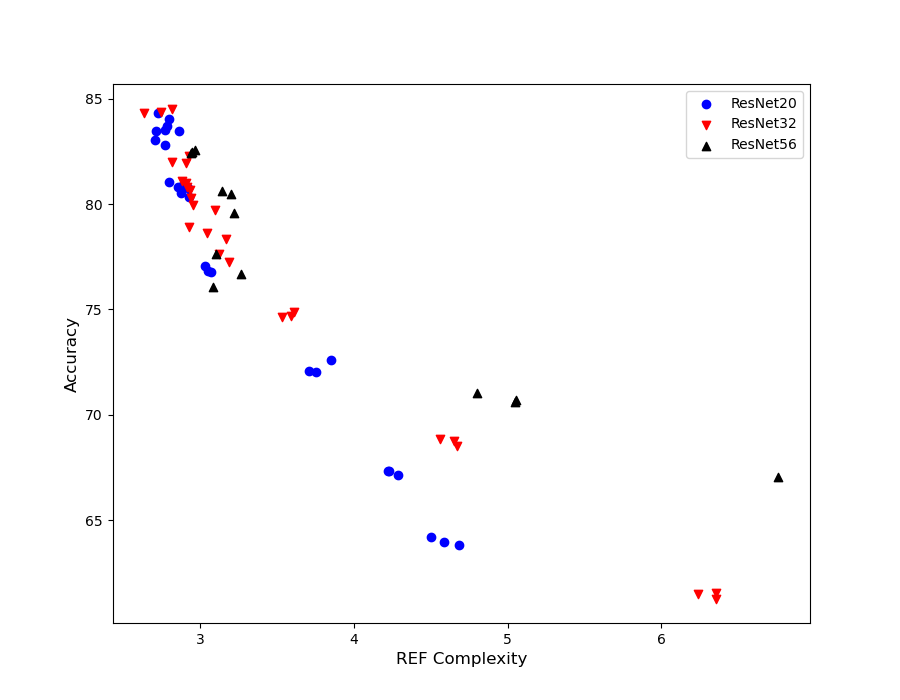 85
80
75
70
65
Accuracy
ResNet20
ResNet32
ResNet56
3 4 5 6
REF Complexity